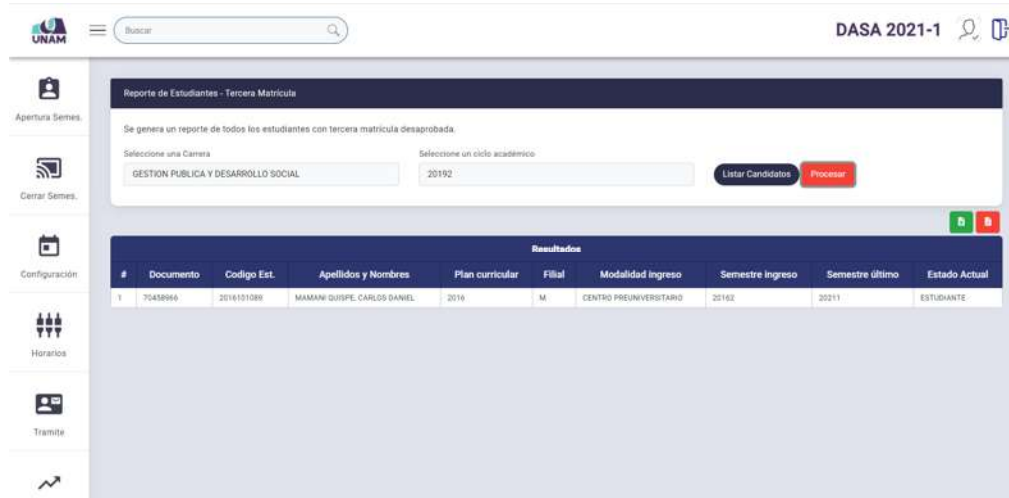 UNAM
Buscar
DASA 2021-1
Apertura Semes.
Cerrar Semes.
Configuración
Horarios
Tramite
Reporte de Estudiantes - Tercera Matrícula
Se genera un reporte de todos los estudiantes con tercera matrícula desaprobada.
Seleccione una Carrera Seleccione un ciclo académico
GESTION PUBLICA Y DESARROLLO SOCIAL 20192 Listar Candidatos Procesar
Resultados
# Documento Codigo Est. Apellidos y Nombres Plan curricular Filial Modalidad ingreso Semestre ingreso Semestre último Estado Actual
1 70458966 2016101089 MAMANI QUISPE, CARLOS DANIEL 2016 M CENTRO PREUNIVERSITARIO 20162 20211 ESTUDIANTE